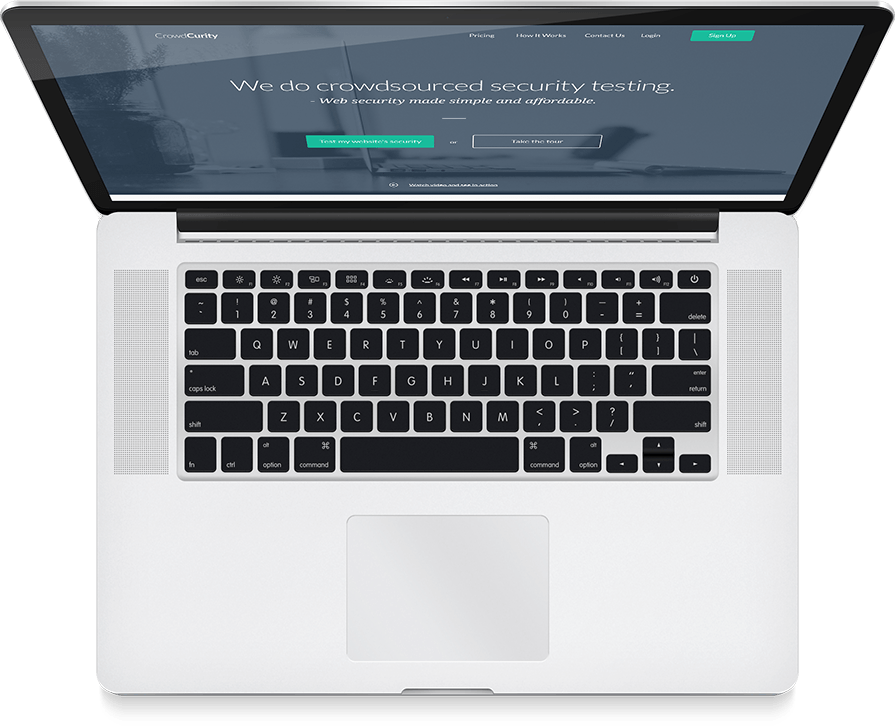 CrowdCurity Pricing How It Works Contact Us Login Sign Up
We do crowdsourced security testing.
- Web security made simple and affordable.
Test my website's security or Take the tour
Watch video and see in action
esc F1 F2 F3 F4 F5 F6 F7 F8 F9 F10 F11 F12
~ ! @ # $ % ^ & * ( ) — +
` 1 2 3 4 5 6 7 8 9 0 - = delete
tab Q W E R T Y U I O P { [ } ] | \
caps lock A S D F G H J K L : ; " ' enter return
shift Z X C V B N M < , > . ? / shift
fn ctrl alt option ⌘ command ⌘ command alt option